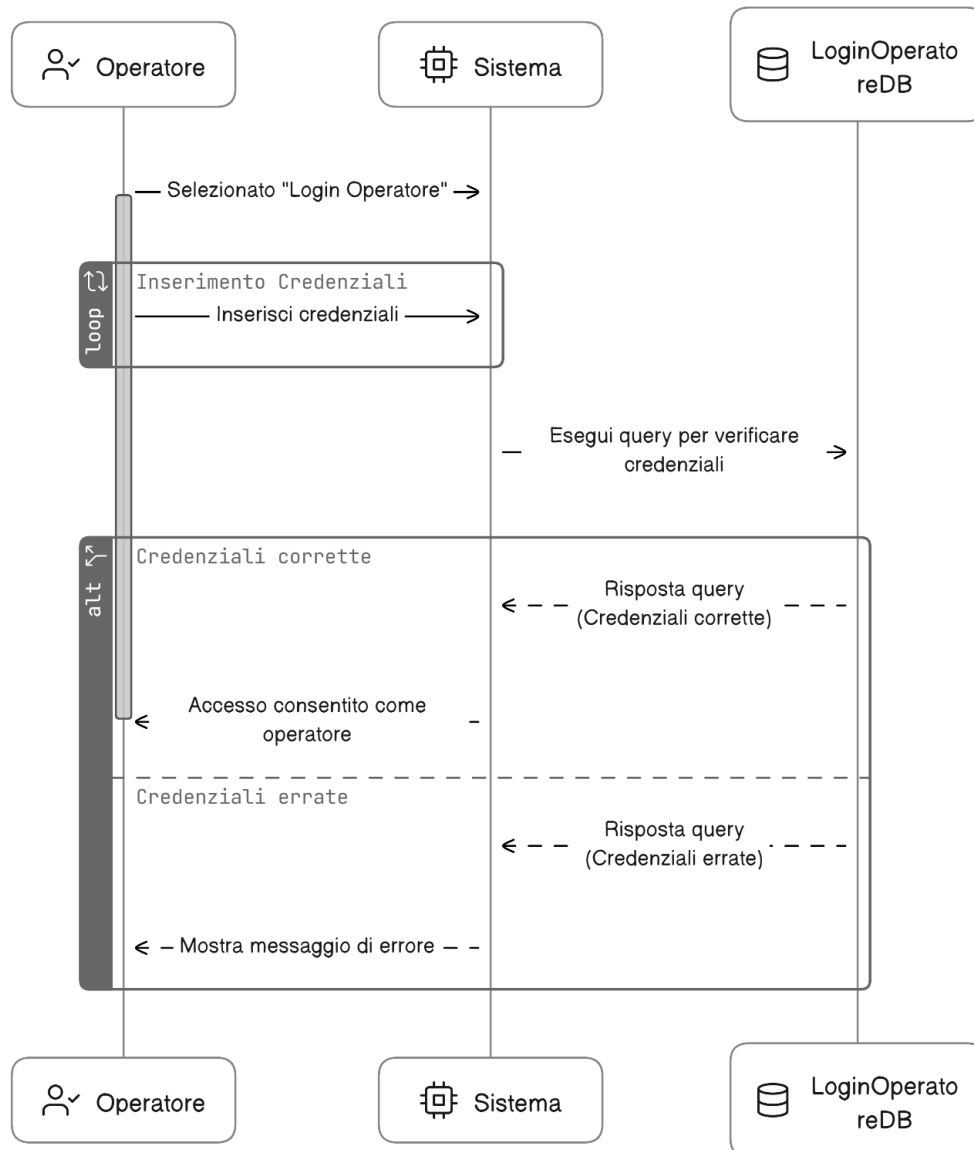 Operatore
Sistema
LoginOperato
reDB
Selezionato "Login Operatore"
loop
Inserimento Credenziali
Inserisci credenziali
Esegui query per verificare
credenziali
alt
Credenziali corrette
Risposta query
(Credenziali corrette)
Accesso consentito come
operatore
Credenziali errate
Risposta query
(Credenziali errate)
Mostra messaggio di errore
Operatore
Sistema
LoginOperato
reDB